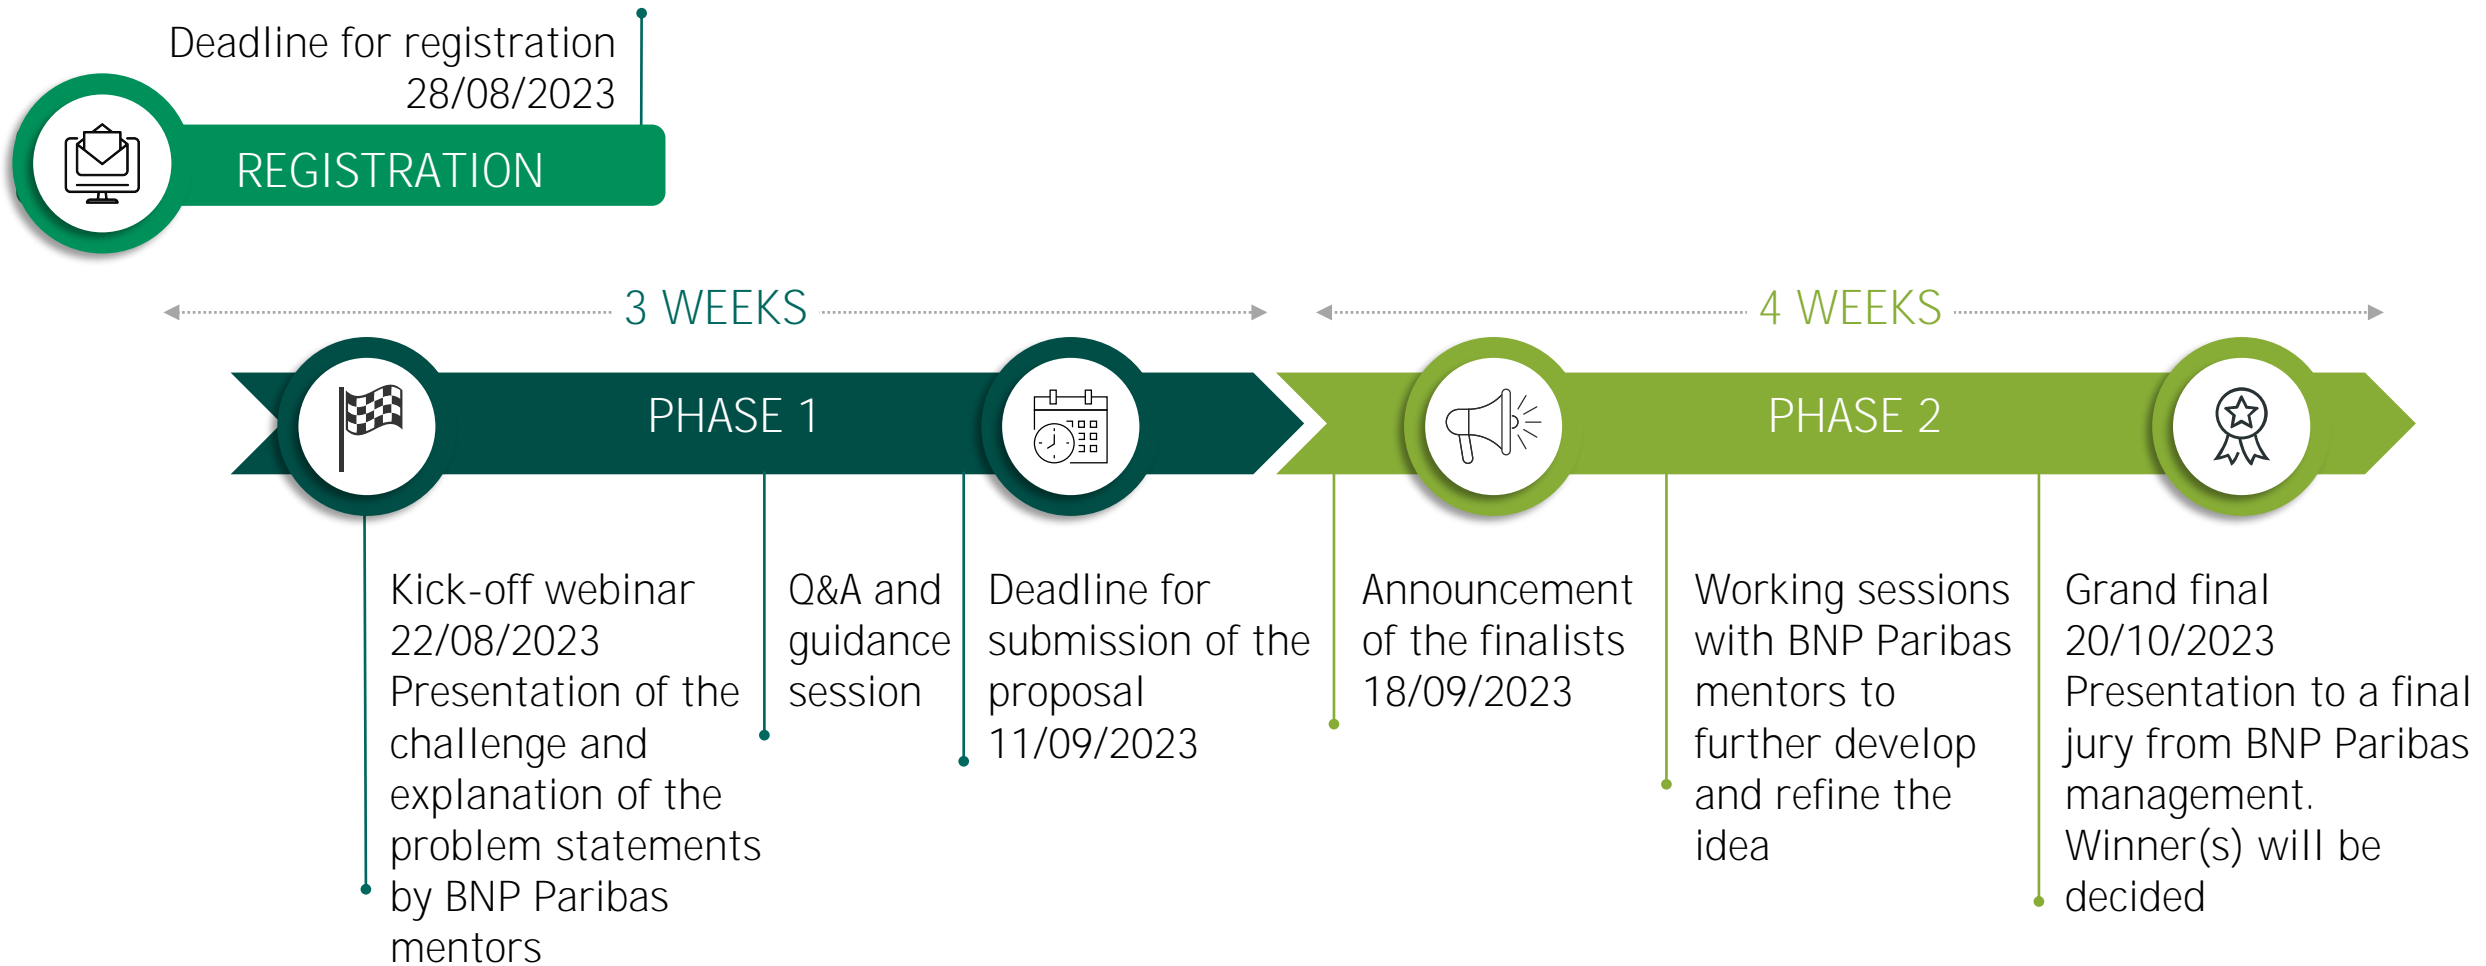 Deadline for registration
28/08/2023
REGISTRATION
3 WEEKS
4 WEEKS
PHASE 1
PHASE 2
Kick-off webinar
22/08/2023
Presentation of the
challenge and
explanation of the
problem statements
by BNP Paribas
mentors
Q&A and
guidance
session
Deadline for
submission of the
proposal
11/09/2023
Announcement
of the finalists
18/09/2023
Working sessions
with BNP Paribas
mentors to
further develop
and refine the
idea
Grand final
20/10/2023
Presentation to a final
jury from BNP Paribas
management.
Winner(s) will be
decided